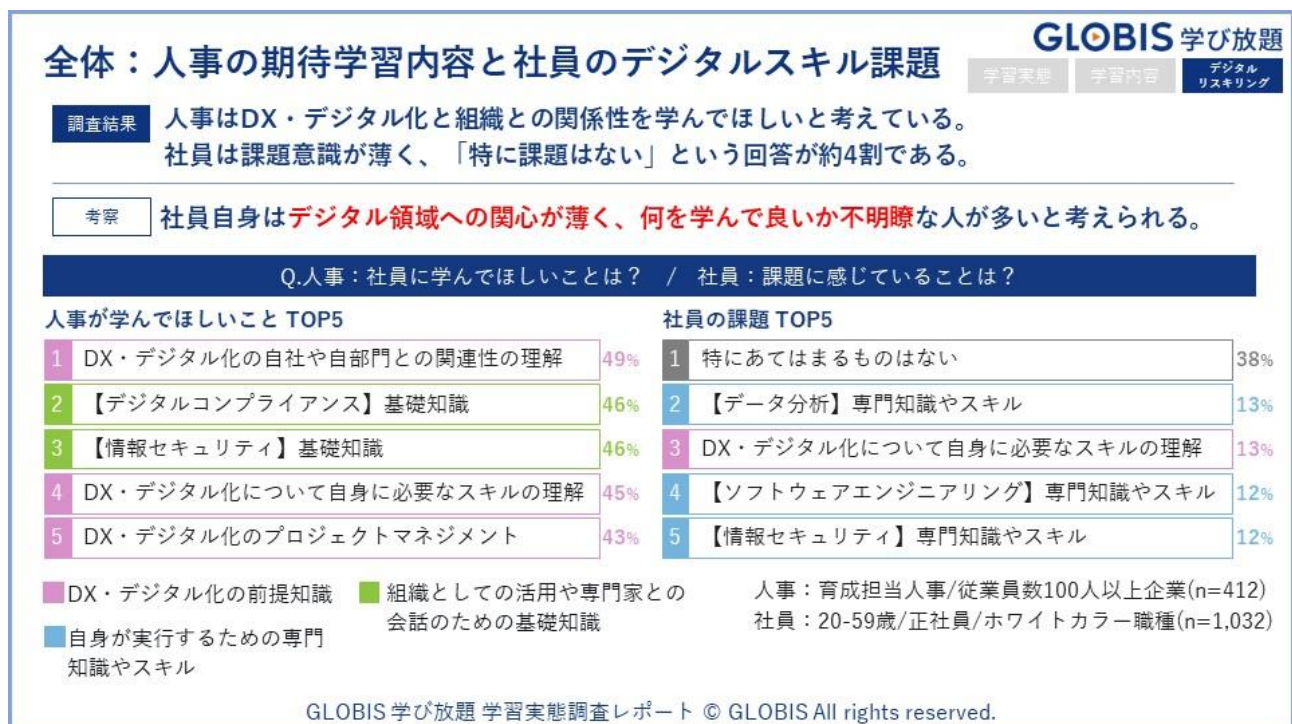 GLOBIS 学び放題
全体：人事の期待学習内容と社員のデジタルスキル課題
学習実態
学習内容
デジタル
リスキリング
調査結果
人事はDX・デジタル化と組織との関係性を学んでほしいと考えている。
社員は課題意識が薄く、「特に課題はない」という回答が約4割である。
考察
社員自身はデジタル領域への関心が薄く、何を学んで良いか不明瞭な人が多いと考えられる。
Q.人事：社員に学んでほしいことは？ / 社員：課題に感じていることは？
人事が学んでほしいこと TOP5
1 DX・デジタル化の自社や自部門との関連性の理解 49%
2 【デジタルコンプライアンス】基礎知識 46%
3 【情報セキュリティ】基礎知識 46%
4 DX・デジタル化について自身に必要なスキルの理解 45%
5 DX・デジタル化のプロジェクトマネジメント 43%
社員の課題 TOP5
1 特にあてはまるものはない 38%
2 【データ分析】専門知識やスキル 13%
3 DX・デジタル化について自身に必要なスキルの理解 13%
4 【ソフトウェアエンジニアリング】専門知識やスキル 12%
5 【情報セキュリティ】専門知識やスキル 12%
DX・デジタル化の前提知識
組織としての活用や専門家との
会話のための基礎知識
自身が実行するための専門
知識やスキル
人事：育成担当人事/従業員数100人以上企業(n=412)
社員：20-59歳/正社員/ホワイトカラー職種(n=1,032)
GLOBIS 学び放題 学習実態調査レポート © GLOBIS All rights reserved.